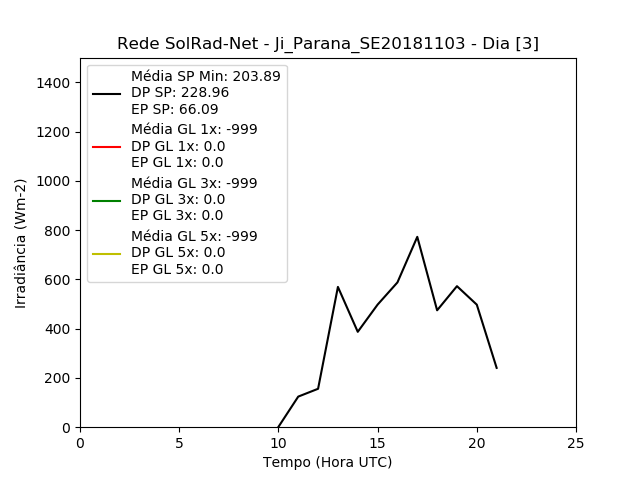 Rede SolRad-Net - Ji_Parana_SE20181103 - Dia [3]
Média SP Min: 203.89
DP SP: 228.96
EP SP: 66.09
Média GL 1x: -999
DP GL 1x: 0.0
EP GL 1x: 0.0
Média GL 3x: -999
DP GL 3x: 0.0
EP GL 3x: 0.0
Média GL 5x: -999
DP GL 5x: 0.0
EP GL 5x: 0.0
Irradiância (Wm-2)
1400
1200
1000
800
600
400
200
0
0 5 10 15 20 25
Tempo (Hora UTC)